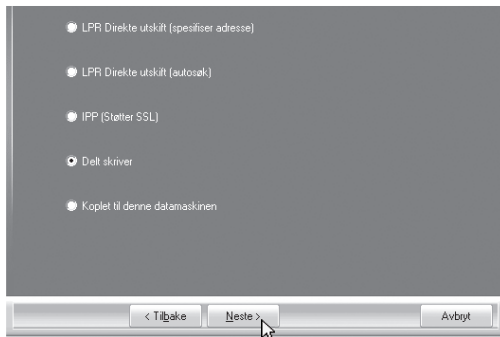 LPR Direkte utskift (spesifiser adresse)
LPR Direkte utskift (autosøk)
IPP (Støtter SSL)
Delt skriver
Koplet til denne datamaskinen
< Tilbake Neste > Avbryt